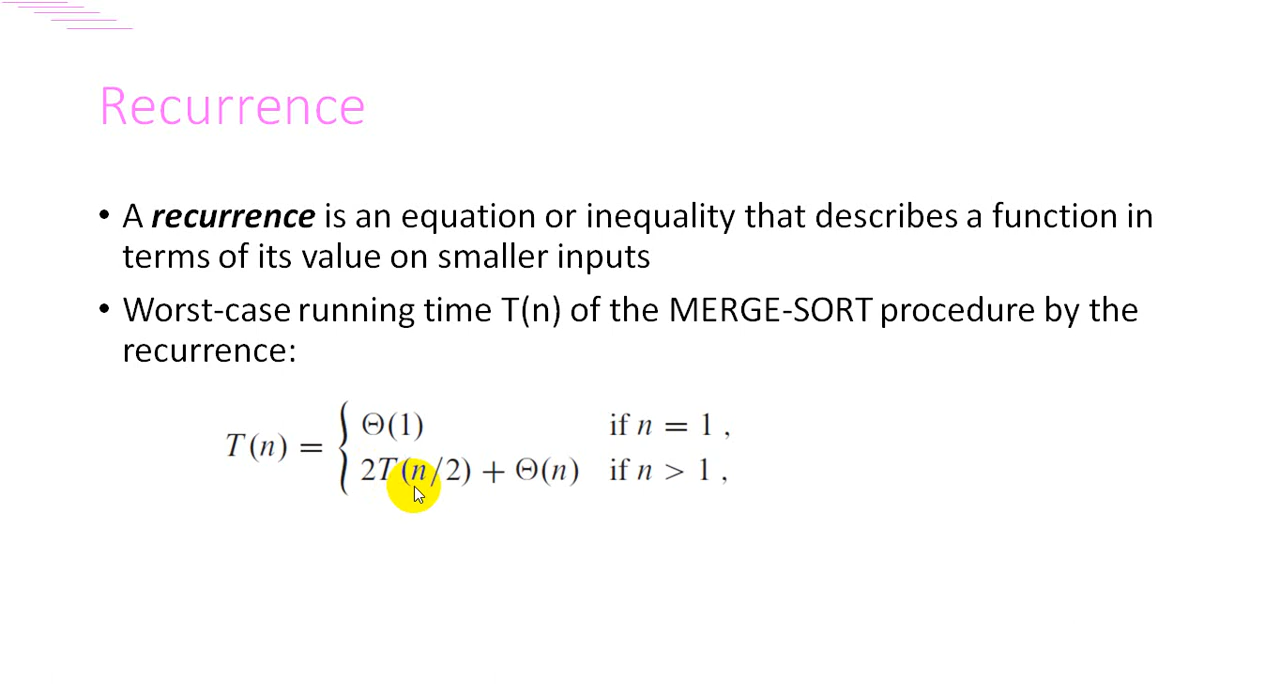 Recurrence
• A recurrence is an equation or inequality that describes a function in
terms of its value on smaller inputs
• Worst-case running time T(n) of the MERGE-SORT procedure by the
recurrence:
T(n) = { Θ(1) if n = 1 ,
2T(n/2) + Θ(n) if n > 1 ,